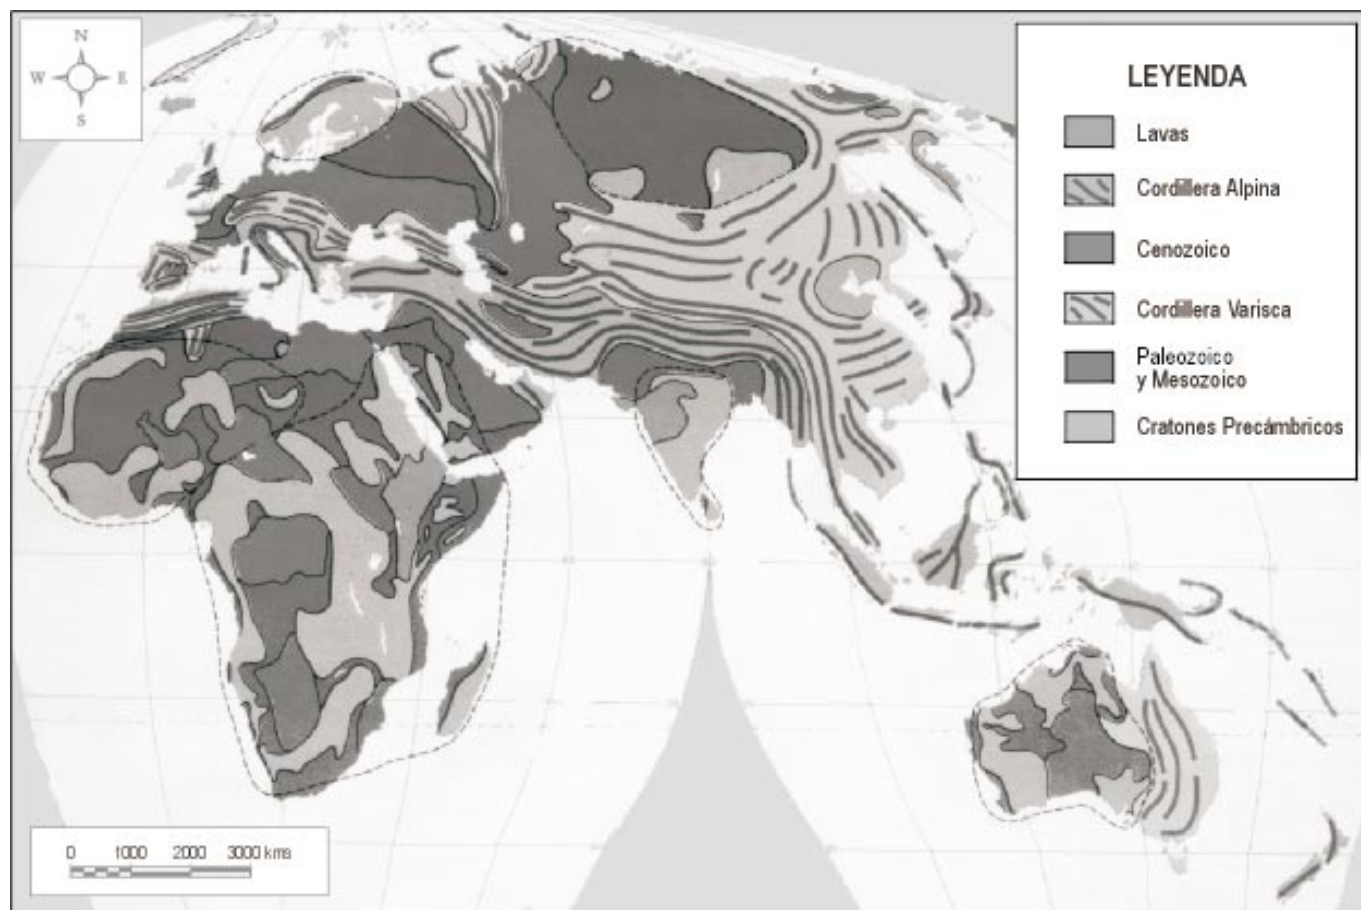 N
W E
S
LEYENDA
Lavas
Cordillera Alpina
Cenozoico
Cordillera Varisca
Paleozoico
y Mesozoico
Cratones Precámbricos
0 1000 2000 3000 kms